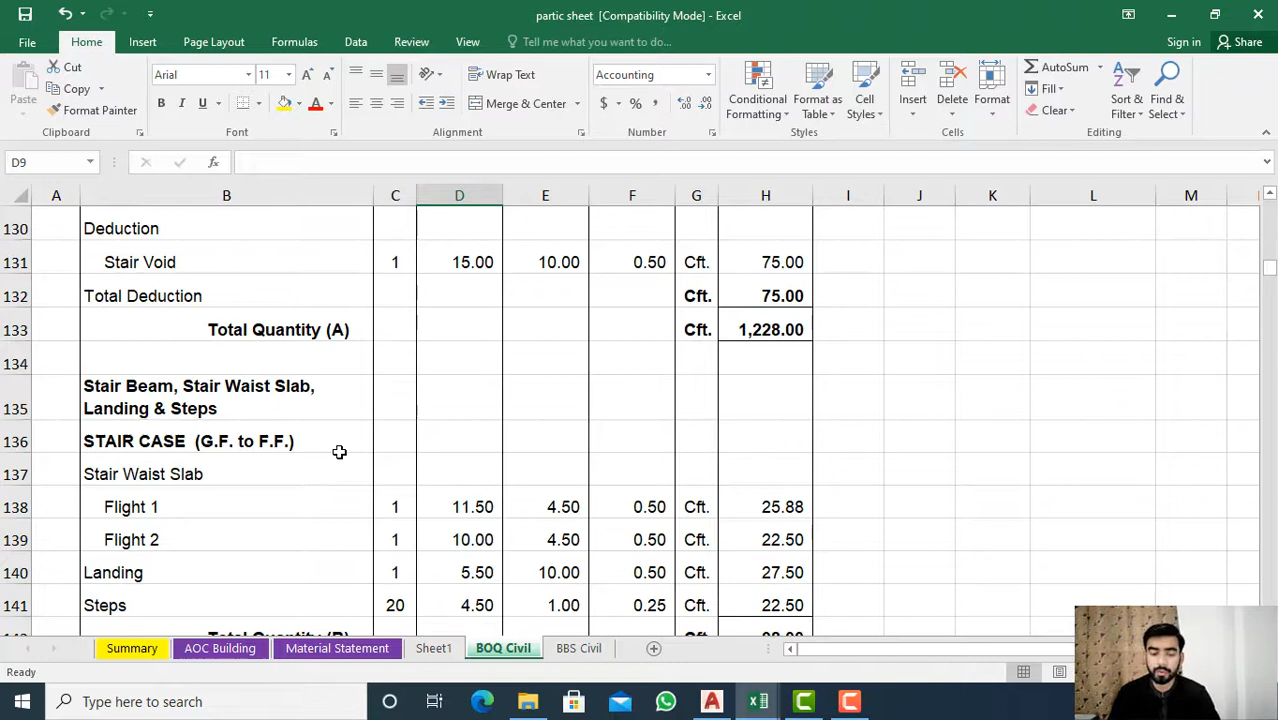 partic sheet [Compatibility Mode] - Excel
File Home Insert Page Layout Formulas Data Review View Tell me what you want to do... Sign in Share
Paste Cut Copy Format Painter Clipboard
Arial 11 A A B I U A Font
Wrap Text Merge & Center Alignment
Accounting $ % , Number
Conditional Formatting Format as Table Cell Styles Styles
Insert Delete Format Cells
AutoSum Fill Clear Sort & Filter Find & Select Editing
D9 fx
A B C D E F G H I J K L M
130 Deduction
131 Stair Void 1 15.00 10.00 0.50 Cft. 75.00
132 Total Deduction Cft. 75.00
133 Total Quantity (A) Cft. 1,228.00
134
135 Stair Beam, Stair Waist Slab,
Landing & Steps
136 STAIR CASE (G.F. to F.F.)
137 Stair Waist Slab
138 Flight 1 1 11.50 4.50 0.50 Cft. 25.88
139 Flight 2 1 10.00 4.50 0.50 Cft. 22.50
140 Landing 1 5.50 10.00 0.50 Cft. 27.50
141 Steps 20 4.50 1.00 0.25 Cft. 22.50
Total Quantity (B) Cft.
Summary AOC Building Material Statement Sheet1 BOQ Civil BBS Civil
Ready
Type here to search